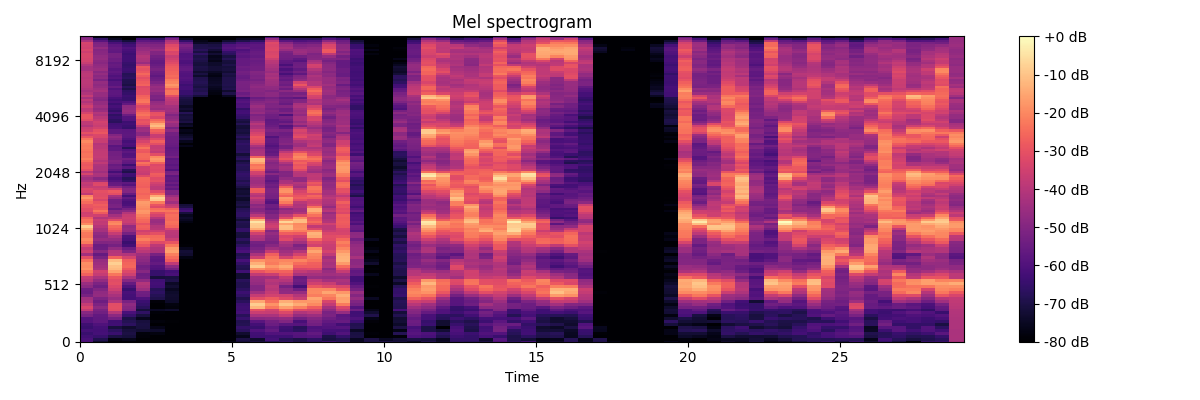 Mel spectrogram
Hz
8192
4096
2048
1024
512
0
0 5 10 15 20 25
Time
+0 dB
-10 dB
-20 dB
-30 dB
-40 dB
-50 dB
-60 dB
-70 dB
-80 dB